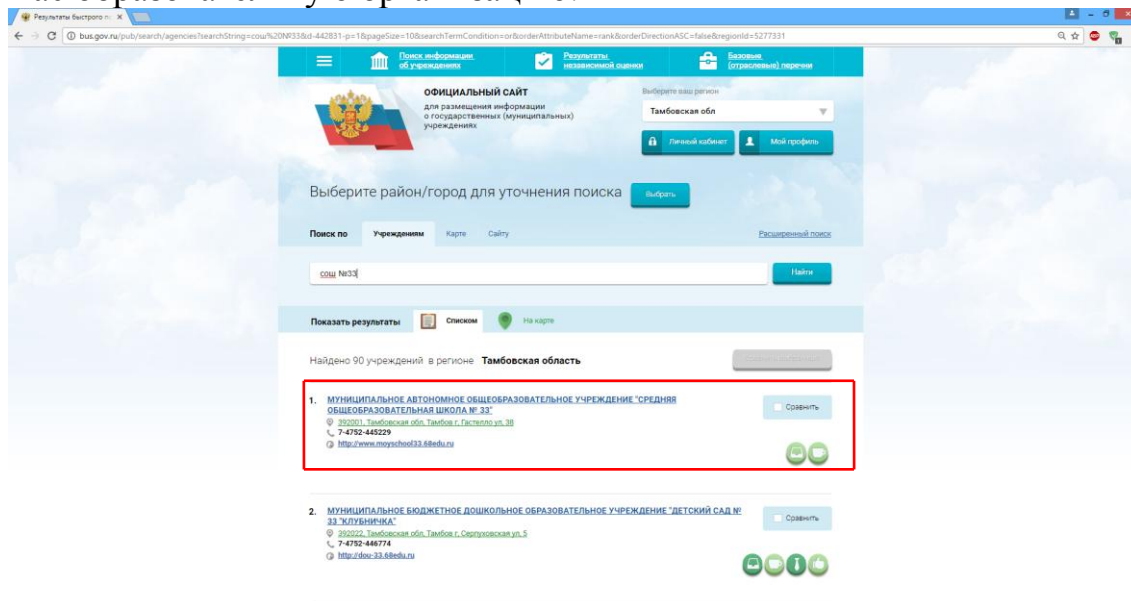 Результаты быстрого п
bus.gov.ru/pub/search/agencies?searchString=сош%20№33&d-442831-p=1&pageSize=10&searchTermCondition=or&orderAttributeName=rank&orderDirectionASC=false&regionId=5277331
Поиск информации
об учреждениях
Результаты
независимой оценки
Базовые
(отраслевые) перечни
ОФИЦИАЛЬНЫЙ САЙТ
для размещения информации
о государственных (муниципальных)
учреждениях
Выберите ваш регион
Тамбовская обл
Личный кабинет
Мой профиль
Выберите район/город для уточнения поиска
Выбрать
Поиск по Учреждениям Карте Сайту Расширенный поиск
сош №33
Найти
Показать результаты Списком На карте
Найдено 90 учреждений в регионе Тамбовская область
1. МУНИЦИПАЛЬНОЕ АВТОНОМНОЕ ОБЩЕОБРАЗОВАТЕЛЬНОЕ УЧРЕЖДЕНИЕ "СРЕДНЯЯ
ОБЩЕОБРАЗОВАТЕЛЬНАЯ ШКОЛА № 33"
392001, Тамбовская обл, Тамбов г, Гастелло ул, 38
7-4752-445229
http://www.moyschool33.68edu.ru
Сравнить
2. МУНИЦИПАЛЬНОЕ БЮДЖЕТНОЕ ДОШКОЛЬНОЕ ОБРАЗОВАТЕЛЬНОЕ УЧРЕЖДЕНИЕ "ДЕТСКИЙ САД №
33 "КЛУБНИЧКА"
392022, Тамбовская обл, Тамбов г, Серпуховская ул, 5
7-4752-446774
http://dou-33.68edu.ru
Сравнить